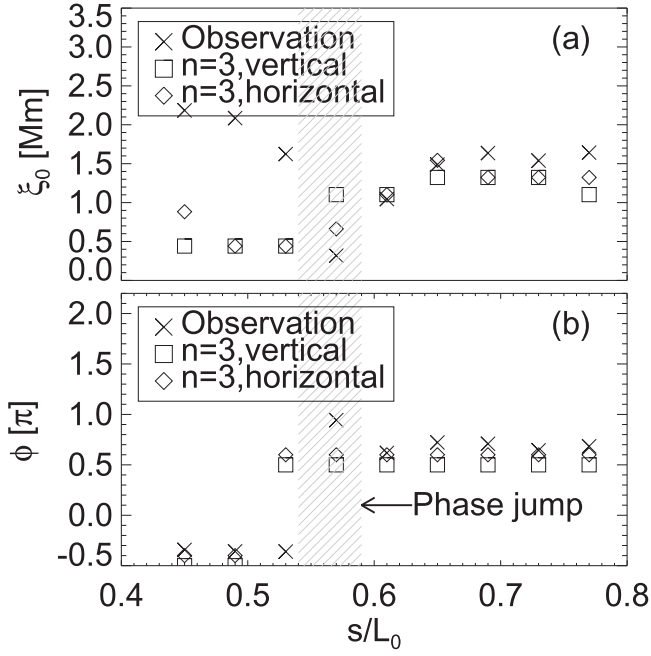 3.5
3.0
2.5
2.0
1.5
1.0
0.5
0.0
ξ₀ [Mm]
Observation
n=3,vertical
n=3,horizontal
(a)
2.0
1.5
1.0
0.5
0.0
-0.5
ϕ [π]
Observation
n=3,vertical
n=3,horizontal
(b)
Phase jump
0.4 0.5 0.6 0.7 0.8
s/L₀